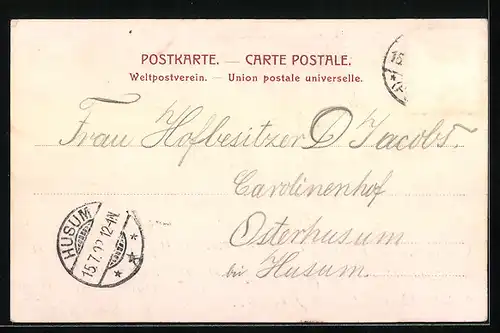 POSTKARTE. — CARTE POSTALE.
Weltpostverein. — Union postale universelle.
15.
Frau Hofbesitzer D Jacobs.
Carolinenhof
Osterhusum
bei Husum.
HUSUM
15.7.02 12-1N.